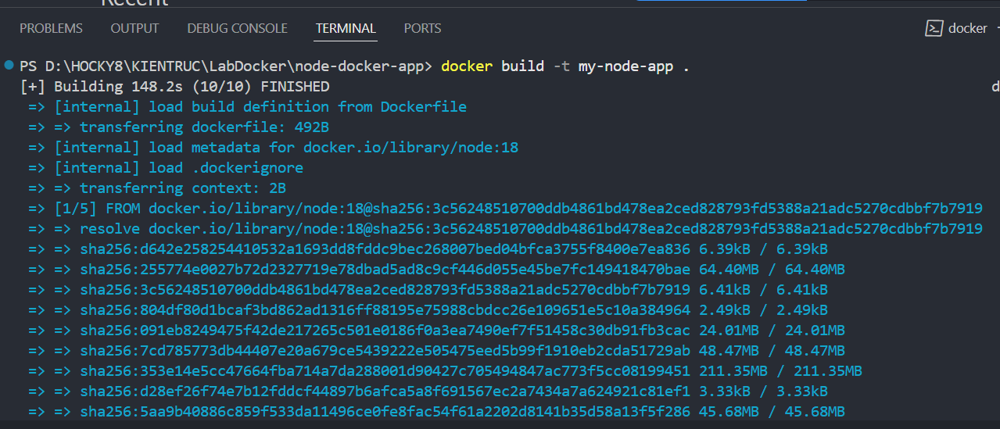 Recent
PROBLEMS OUTPUT DEBUG CONSOLE TERMINAL PORTS docker
PS D:\HOCKY8\KIENTRUC\LabDocker\node-docker-app> docker build -t my-node-app .
[+] Building 148.2s (10/10) FINISHED d
=> [internal] load build definition from Dockerfile
=> => transferring dockerfile: 492B
=> [internal] load metadata for docker.io/library/node:18
=> [internal] load .dockerignore
=> => transferring context: 2B
=> [1/5] FROM docker.io/library/node:18@sha256:3c56248510700ddb4861bd478ea2ced828793fd5388a21adc5270cdbbf7b7919
=> => resolve docker.io/library/node:18@sha256:3c56248510700ddb4861bd478ea2ced828793fd5388a21adc5270cdbbf7b7919
=> => sha256:d642e258254410532a1693dd8fddc9bec268007bed04bfca3755f8400e7ea836 6.39kB / 6.39kB
=> => sha256:255774e0027b72d2327719e78dbad5ad8c9cf446d055e45be7fc149418470bae 64.40MB / 64.40MB
=> => sha256:3c56248510700ddb4861bd478ea2ced828793fd5388a21adc5270cdbbf7b7919 6.41kB / 6.41kB
=> => sha256:804df80d1bcaf3bd862ad1316ff88195e75988cbdcc26e109651e5c10a384964 2.49kB / 2.49kB
=> => sha256:091eb8249475f42de217265c501e0186f0a3ea7490ef7f51458c30db91fb3cac 24.01MB / 24.01MB
=> => sha256:7cd785773db44407e20a679ce5439222e505475eed5b99f1910eb2cda51729ab 48.47MB / 48.47MB
=> => sha256:353e14e5cc47664fba714a7da288001d90427c705494847ac773f5cc08199451 211.35MB / 211.35MB
=> => sha256:d28ef26f74e7b12fddcf44897b6afca5a8f691567ec2a7434a7a624921c81ef1 3.33kB / 3.33kB
=> => sha256:5aa9b40886c859f533da11496ce0fe8fac54f61a2202d8141b35d58a13f5f286 45.68MB / 45.68MB